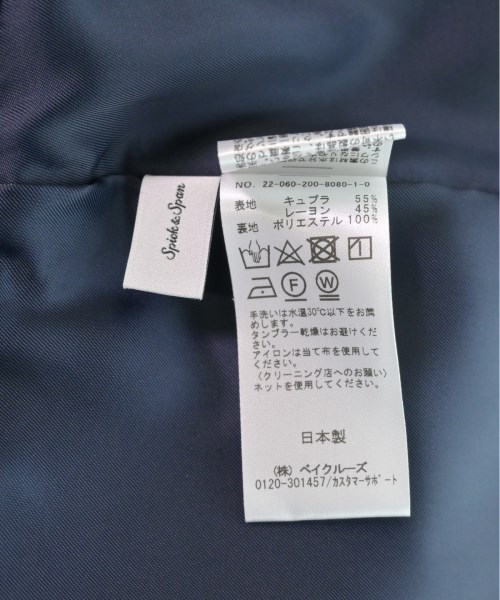 Spick & Span
NO. 22-060-200-8080-1-0
表地 キュプラ 55%
レーヨン 45%
裏地 ポリエステル 100%
F W
手洗いは水温30℃以下をお薦
めします。
タンブラー乾燥はお避けくだ
さい。
アイロンは当て布を使用して
ください。
〈クリーニング店へのお願い〉
ネットを使用してください。
日本製
(株) ベイクルーズ
0120-301457/カスタマーサポート